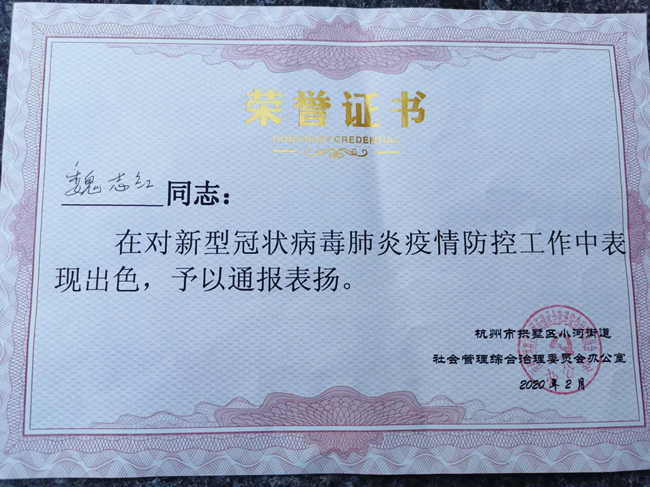 荣誉证书
HONORARY CREDENTIAL
魏志红同志：
在对新型冠状病毒肺炎疫情防控工作中表
现出色，予以通报表扬。
杭州市拱墅区小河街道
社会管理综合治理委员会办公室
2020年2月